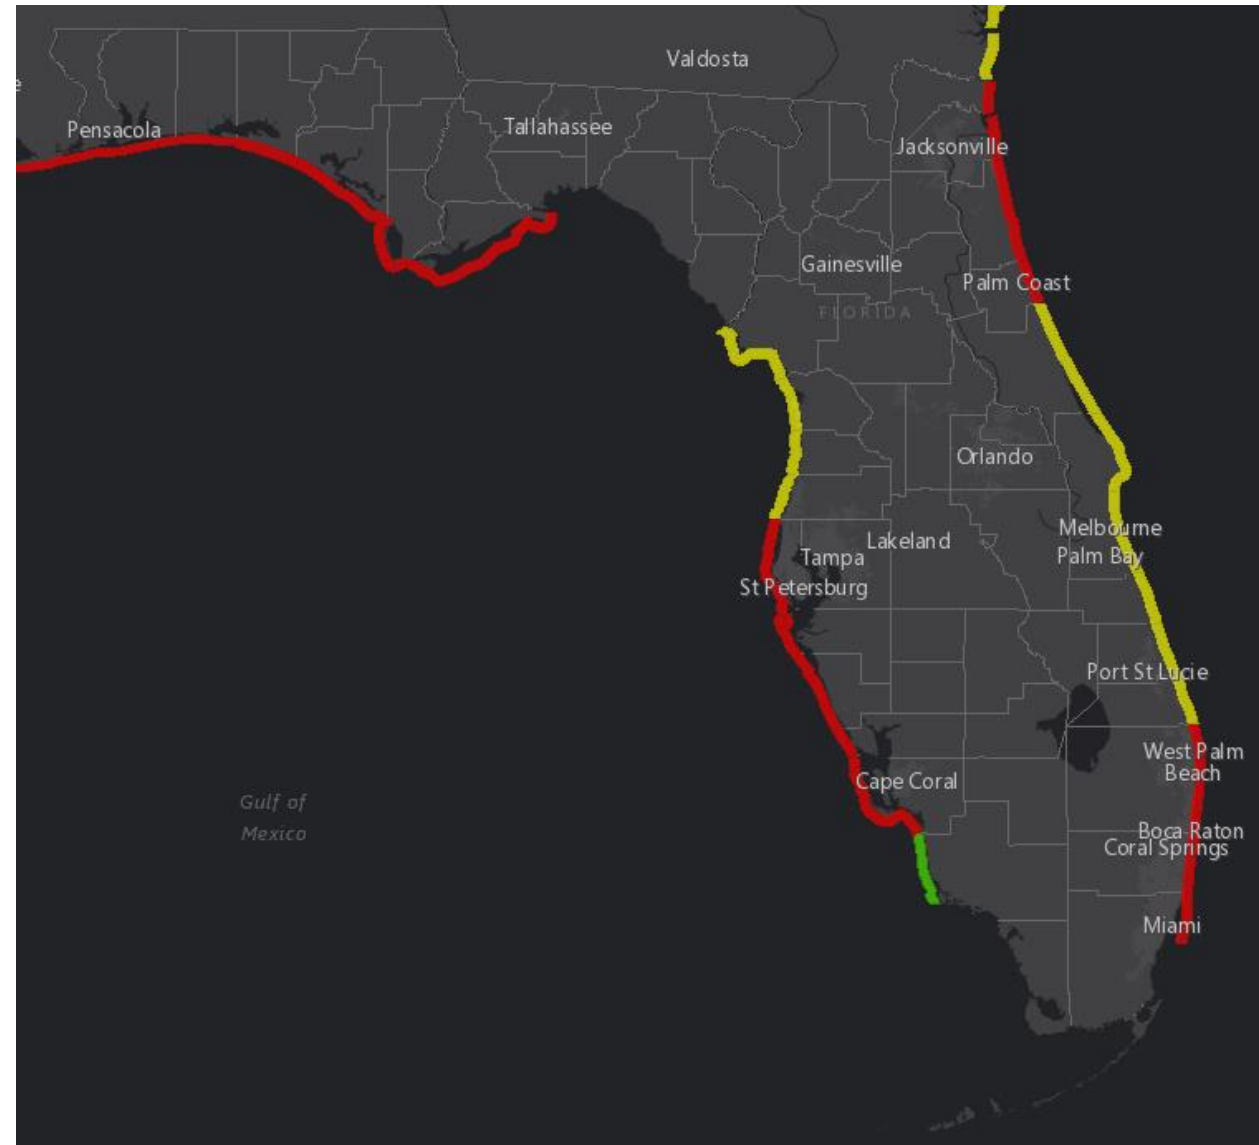 Valdosta
e
Pensacola
Tallahassee
Jacksonville
Gainesville
Palm Coast
FLORIDA
Orlando
Melbourne
Lakeland
Tampa
Palm Bay
St Petersburg
Port St Lucie
West Palm
Beach
Cape Coral
Gulf of
Mexico
Boca Raton
Coral Springs
Miami